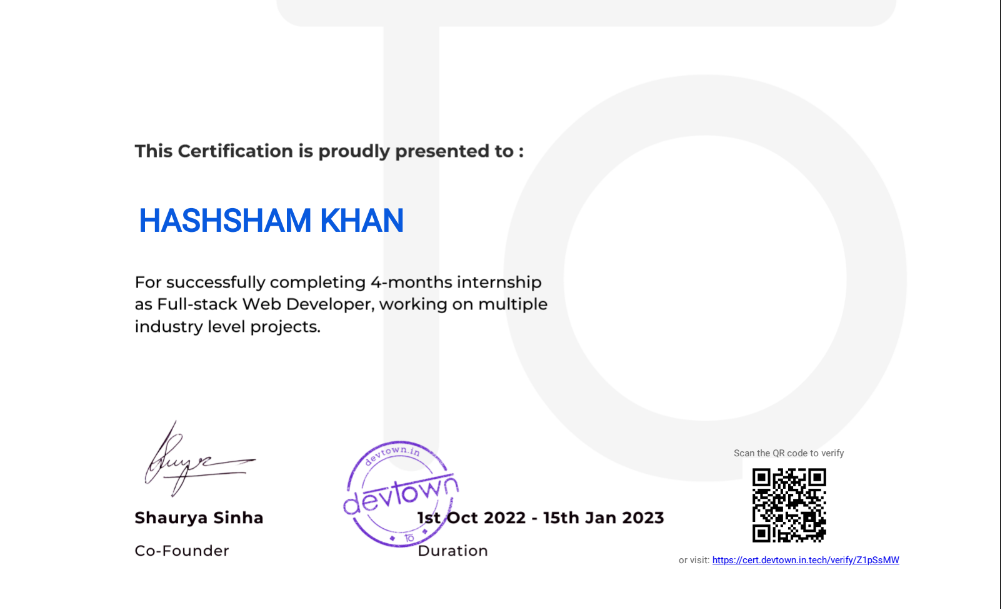 This Certification is proudly presented to :
HASHSHAM KHAN
For successfully completing 4-months internship
as Full-stack Web Developer, working on multiple
industry level projects.
devtown.in
devtown
TO
Shaurya Sinha
1st Oct 2022 - 15th Jan 2023
Co-Founder
Duration
Scan the QR code to verify
or visit: https://cert.devtown.in.tech/verify/Z1pSsMW